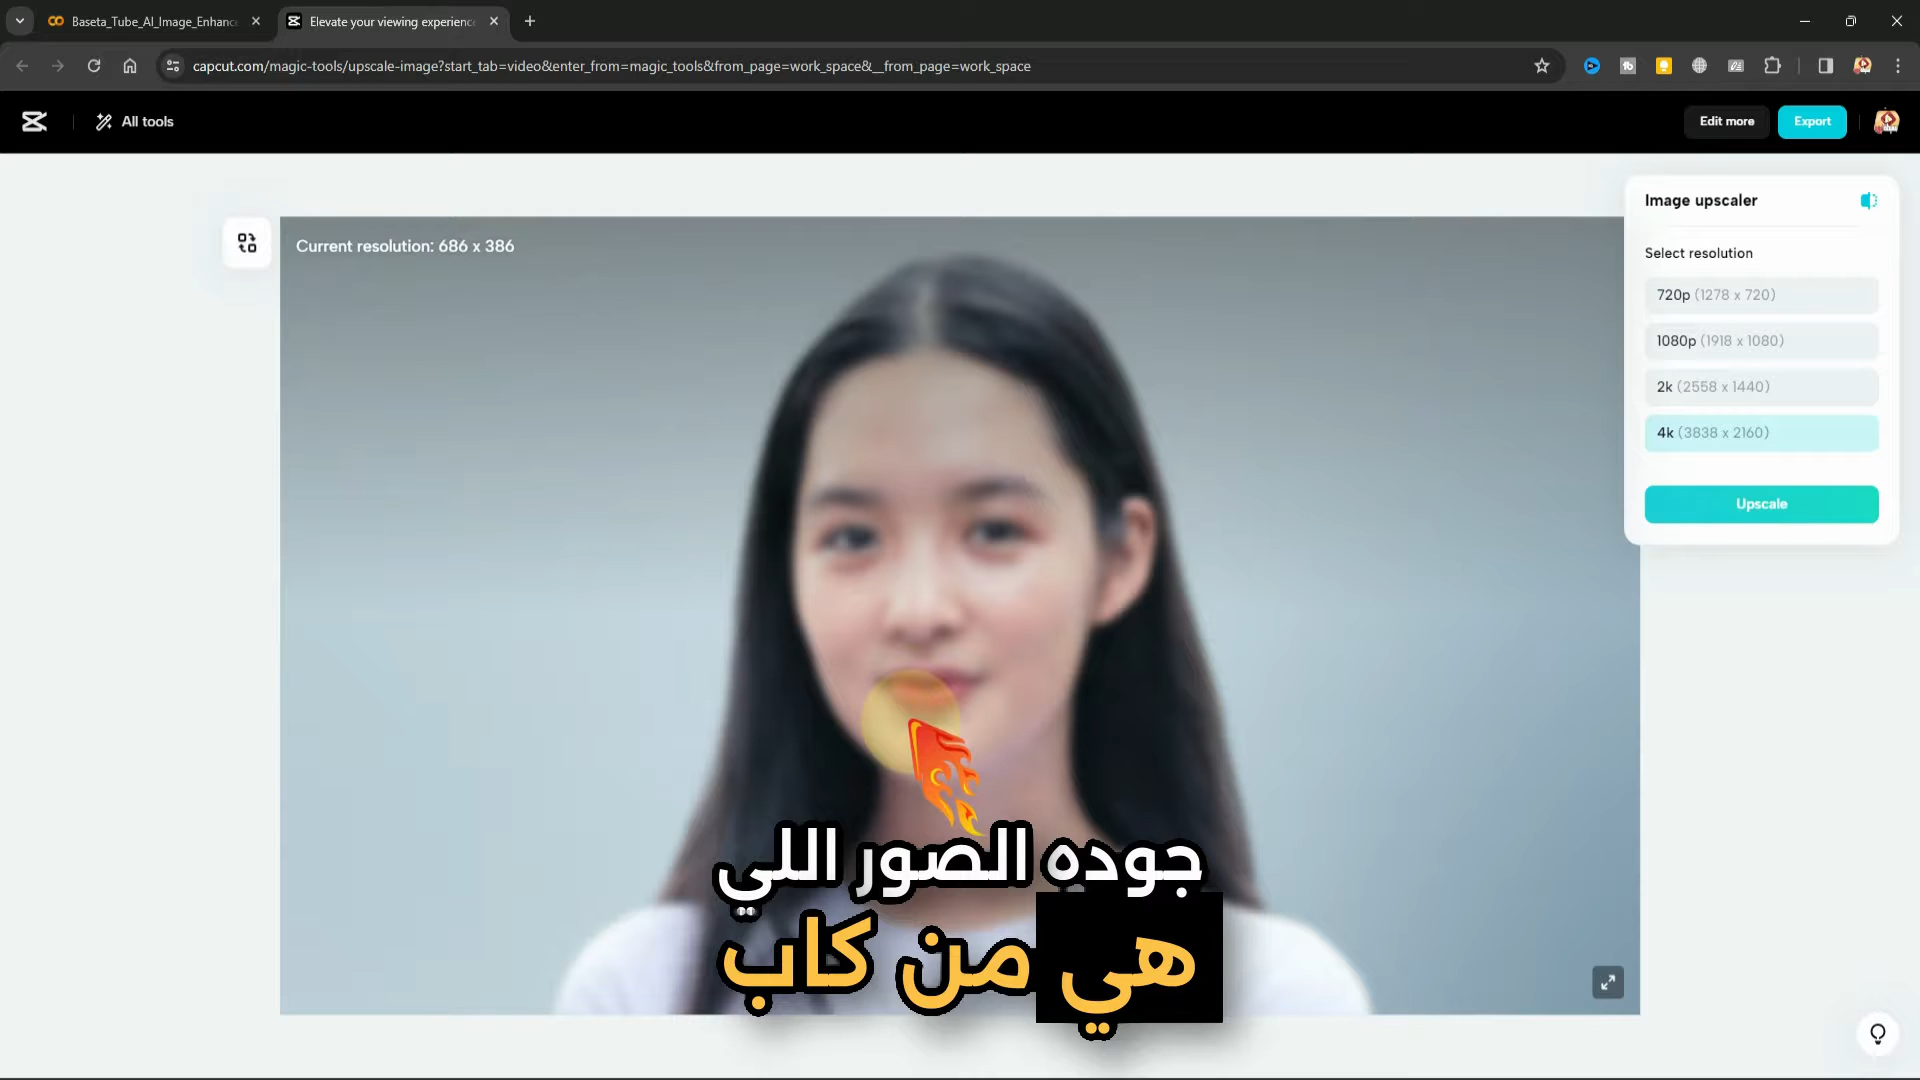 Baseta_Tube_AI_Image_Enhanc
Elevate your viewing experienc
capcut.com/magic-tools/upscale-image?start_tab=video&enter_from=magic_tools&from_page=work_space&__from_page=work_space
All tools
Edit more
Export
Current resolution: 686 x 386
Image upscaler
Select resolution
720p (1278 x 720)
1080p (1918 x 1080)
2k (2558 x 1440)
4k (3838 x 2160)
Upscale
جوده الصور اللي
هي من كاب